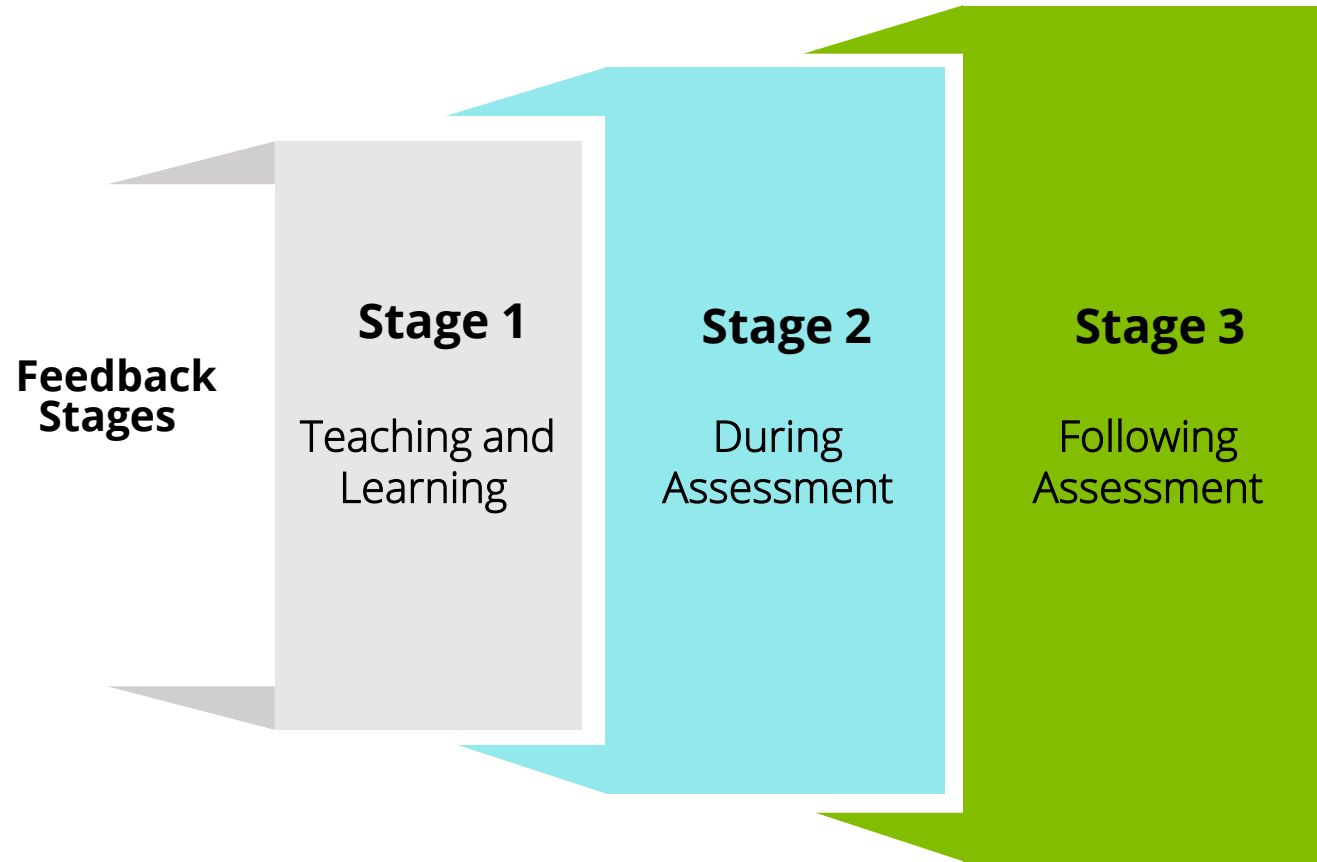 Feedback
Stages
Stage 1
Teaching and
Learning
Stage 2
During
Assessment
Stage 3
Following
Assessment